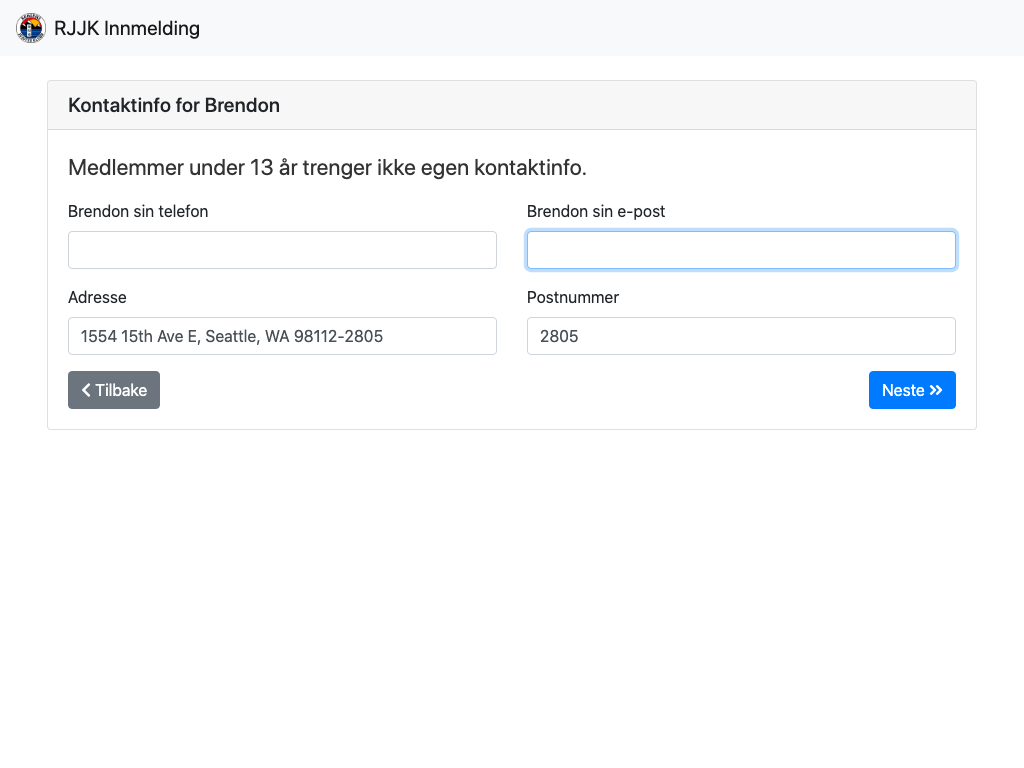 RJJK Innmelding
Kontaktinfo for Brendon
Medlemmer under 13 år trenger ikke egen kontaktinfo.
Brendon sin telefon
Brendon sin e-post
Adresse
Postnummer
1554 15th Ave E, Seattle, WA 98112-2805
2805
Tilbake
Neste